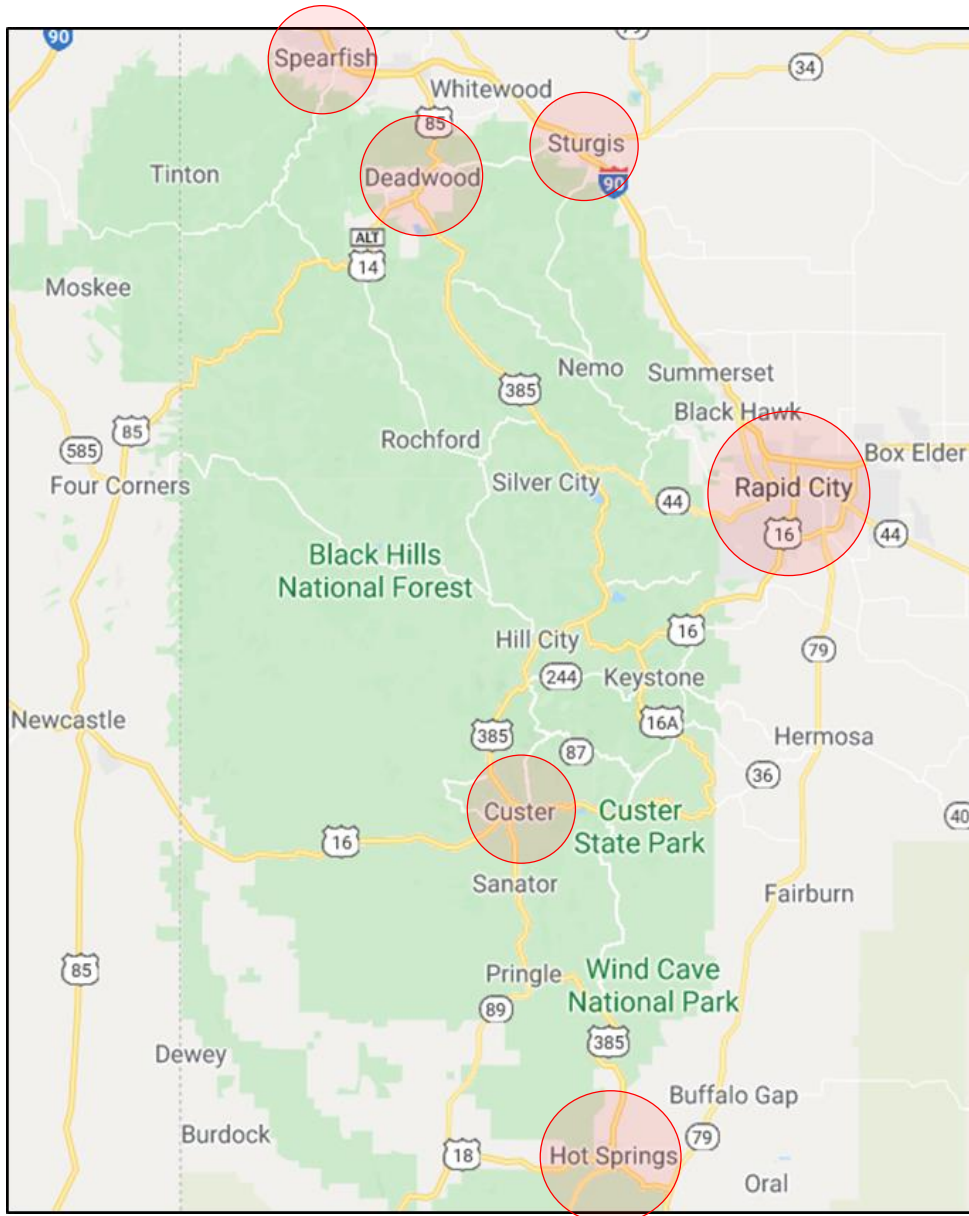 90
79
Spearfish
34
Whitewood
85
Sturgis
Tinton
Deadwood
90
ALT
14
Moskee
Nemo
Summerset
385
Black Hawk
85
Rochford
585
Box Elder
Four Corners
Silver City
Rapid City
44
16
44
Black Hills
National Forest
Hill City
16
79
244
Keystone
Newcastle
16A
385
Hermosa
87
36
Custer
Custer
State Park
40
16
Sanator
Fairburn
85
Pringle
Wind Cave
National Park
89
385
Dewey
Buffalo Gap
Burdock
79
18
Hot Springs
Oral